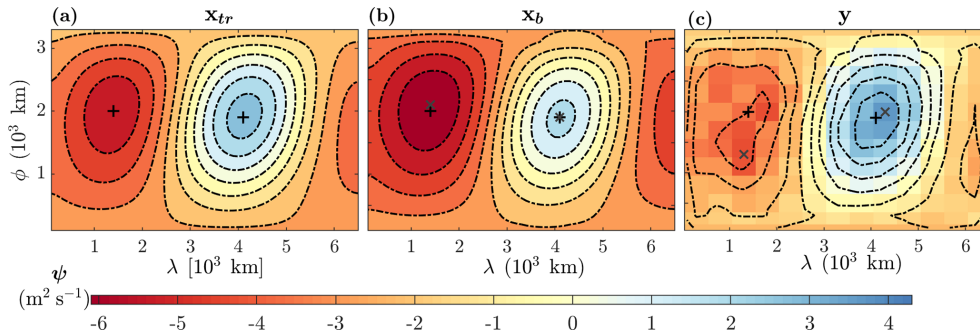 (a) x_tr (b) x_b (c) y
ϕ (10³ km)
3
2
1
1 2 3 4 5 6
λ [10³ km]
1 2 3 4 5 6
λ (10³ km)
1 2 3 4 5 6
λ (10³ km)
ψ
(m² s⁻¹)
-6 -5 -4 -3 -2 -1 0 1 2 3 4